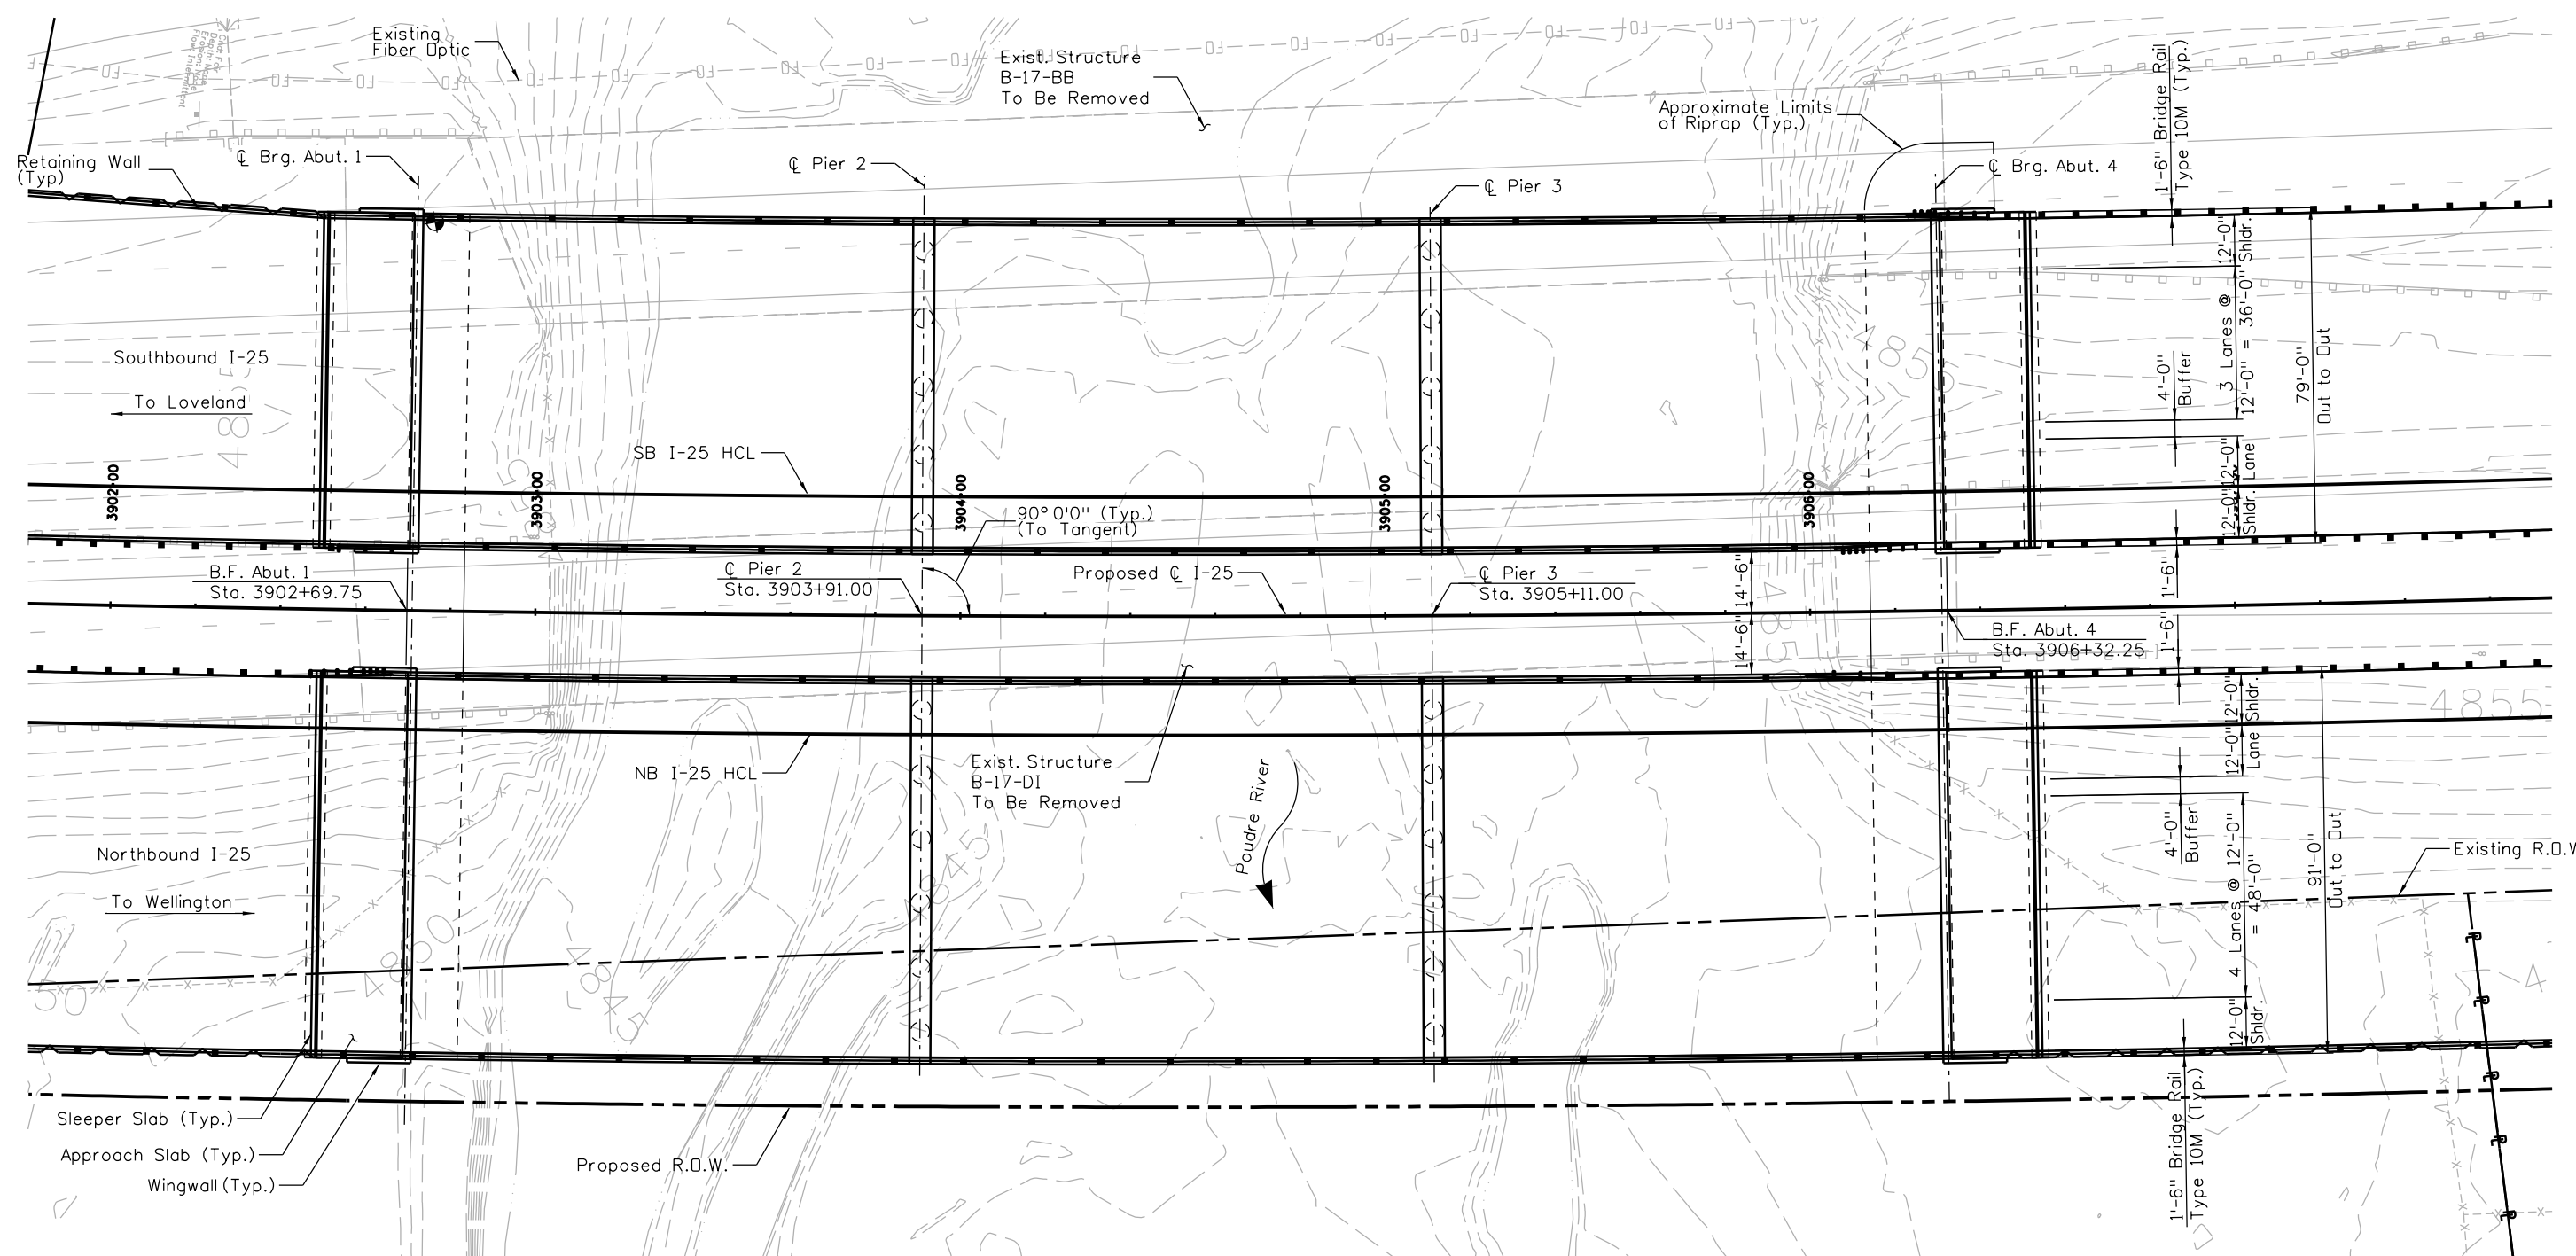 Existing
Fiber Optic
Exist. Structure
B-17-BB
To Be Removed
Approximate Limits
of Riprap (Typ.)
1'-6" Bridge Rail
Type 10M (Typ.)
Retaining Wall
(Typ)
℄ Brg. Abut. 1
℄ Pier 2
℄ Pier 3
℄ Brg. Abut. 4
Southbound I-25
To Loveland
4855
SB I-25 HCL
3902+00
3903+00
3904+00
3905+00
3906+00
90° 0'0" (Typ.)
(To Tangent)
4855
12'-0"
Shldr.
3 Lanes @
12'-0" = 36'-0"
4'-0"
Buffer
79'-0"
Out to Out
12'-0"
Lane
12'-0"
Shldr.
B.F. Abut. 1
Sta. 3902+69.75
℄ Pier 2
Sta. 3903+91.00
Proposed ℄ I-25
℄ Pier 3
Sta. 3905+11.00
14'-6"
14'-6"
4850
1'-6"
1'-6"
B.F. Abut. 4
Sta. 3906+32.25
NB I-25 HCL
Exist. Structure
B-17-DI
To Be Removed
Poudre River
12'-0"
Shldr.
12'-0"
Lane
4855
4'-0"
Buffer
4 Lanes @ 12'-0"
= 48'-0"
91'-0"
Out to Out
12'-0"
Shldr.
Existing R.O.W
Northbound I-25
To Wellington
4850
4845
4845
50
Sleeper Slab (Typ.)
Approach Slab (Typ.)
Wingwall (Typ.)
Proposed R.O.W.
1'-6" Bridge Rail
Type 10M (Typ.)